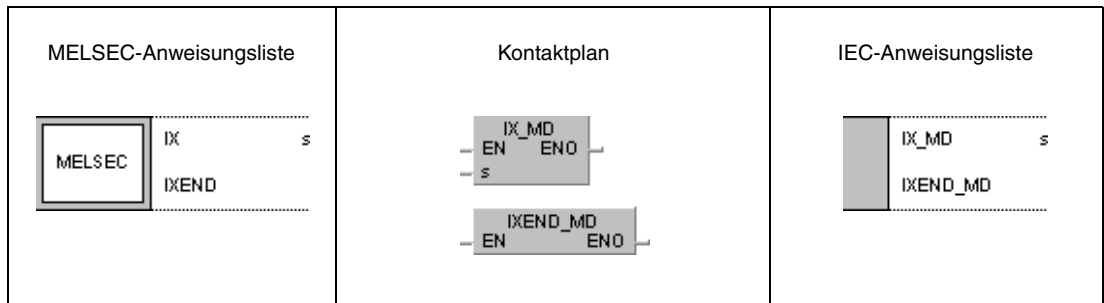 MELSEC-Anweisungsliste
MELSEC
IX s
IXEND
Kontaktplan
IX_MD
EN ENO
s
IXEND_MD
EN ENO
IEC-Anweisungsliste
IX_MD s
IXEND_MD